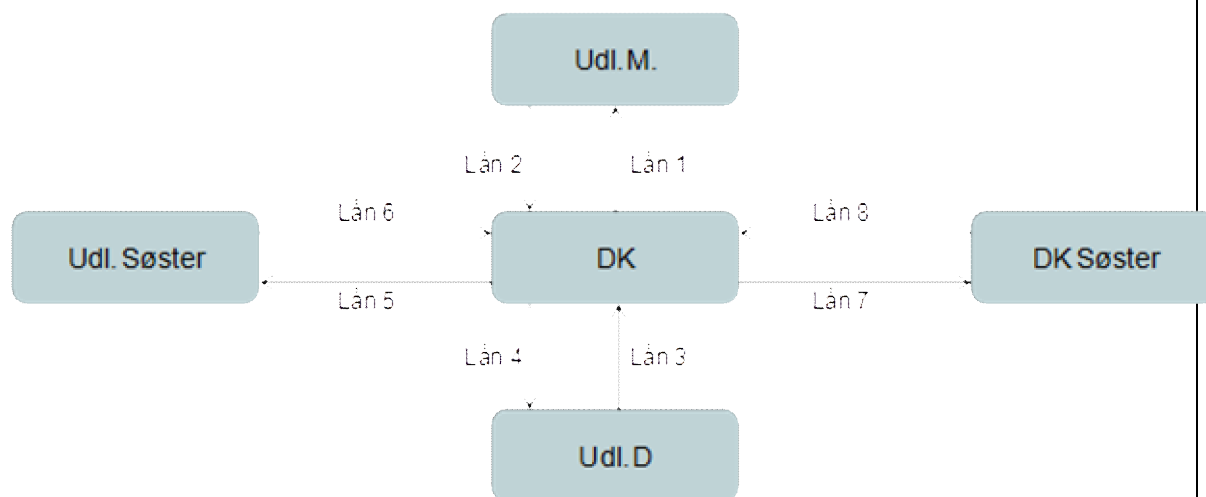 Udl. M.
Lån 2
Lån 1
Lån 6
Lån 8
Udl. Søster
DK
DK Søster
Lån 5
Lån 7
Lån 4
Lån 3
Udl. D